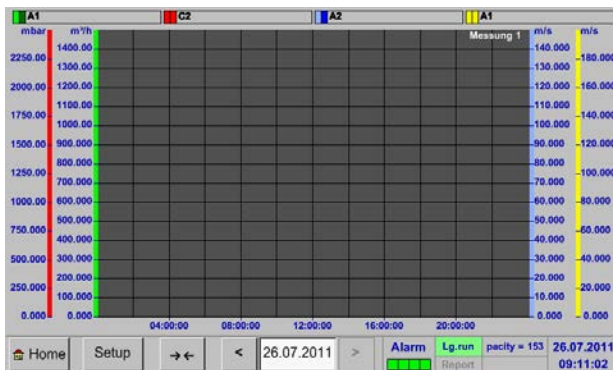 A1 C2 A2 A1
mbar m³/h Messung 1 m/s m/s
1400.00 140.000
2250.00 1300.00 130.000 180.000
2000.00 1200.00 120.000 160.000
1100.00 110.000
1750.00 1000.00 100.000 140.000
1500.00 900.000 90.000 120.000
800.000 80.000
1250.00 700.000 70.000 100.000
1000.00 600.000 60.000 80.000
500.000 50.000
750.000 400.000 40.000 60.000
500.000 300.000 30.000 40.000
200.000 20.000
250.000 100.000 10.000 20.000
0.000 0.000 0.000 0.000
04:00:00 08:00:00 12:00:00 16:00:00 20:00:00
Home Setup →← < 26.07.2011 > Alarm Lg.run pacity = 153 26.07.2011
Report 09:11:02